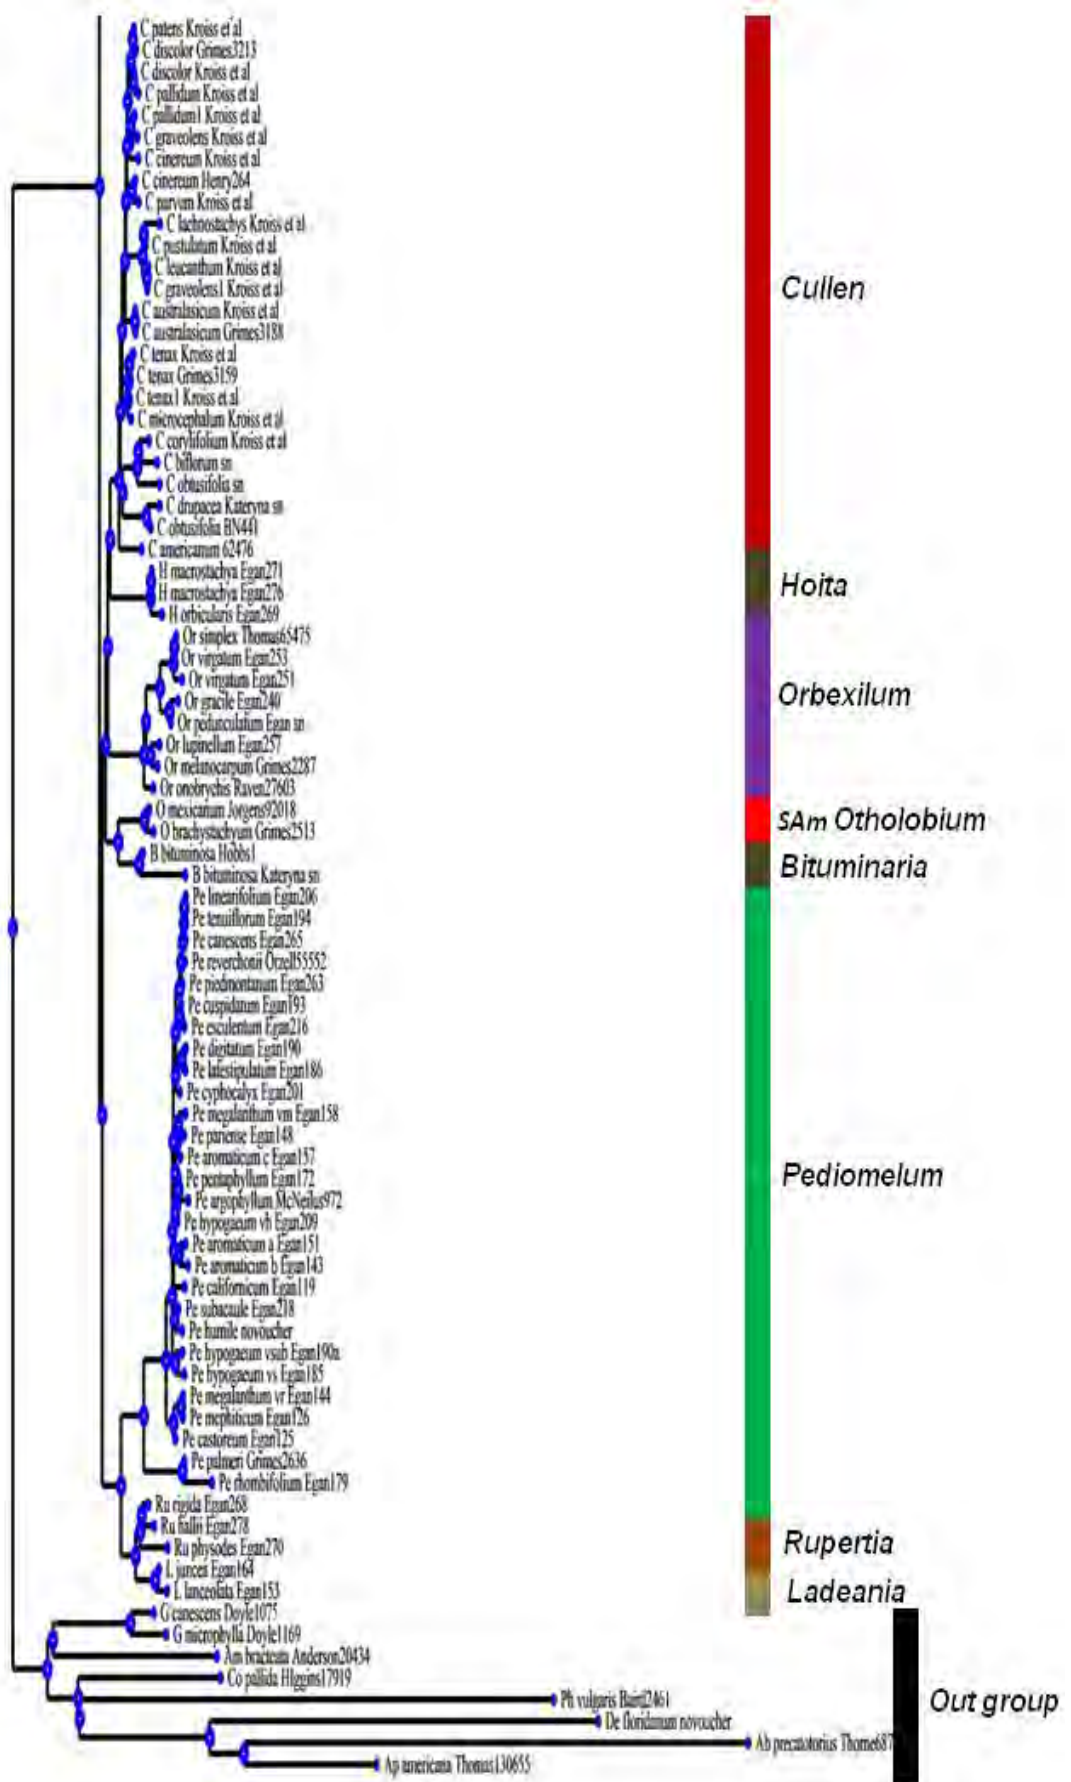 C patens Kroiss et al
C discolor Grimes3213
C discolor Kroiss et al
C pallidum Kroiss et al
C pallidum1 Kroiss et al
C graveolens Kroiss et al
C cinereum Kroiss et al
C cinereum Henry264
C parvum Kroiss et al
C lachnostachys Kroiss et al
C pustulatum Kroiss et al
C leucanthum Kroiss et al
C graveolens1 Kroiss et al
C australasicum Kroiss et al
C australasicum Grimes3188
C tenax Kroiss et al
C tenax Grimes3159
C tenax1 Kroiss et al
C microcephalum Kroiss et al
C corylifolium Kroiss et al
C biflorum sn
C obtusifolia sn
C drupacea Kateryna sn
C obtusifolia BN441
C americanum 62476
Cullen
H macrostachya Egan271
H macrostachya Egan276
H orbicularis Egan269
Hoita
Or simplex Thomas65475
Or virgatum Egan253
Or virgatum Egan251
Or gracile Egan240
Or pedunculatum Egan sn
Or lupinellum Egan257
Or melanocarpum Grimes2287
Or onobrychis Raven27603
Orbexilum
O mexicanum Jorgens92018
O brachystachyum Grimes2513
SAm Otholobium
B bituminosa Hobbs1
B bituminosa Kateryna sn
Bituminaria
Pe linearifolium Egan206
Pe tenuiflorum Egan194
Pe canescens Egan265
Pe reverchonii Orzell55552
Pe piedmontanum Egan263
Pe cuspidatum Egan193
Pe esculentum Egan216
Pe digitatum Egan190
Pe latestipulatum Egan186
Pe cyphocalyx Egan201
Pe megalanthum vm Egan158
Pe pariense Egan148
Pe aromaticum c Egan157
Pe pentaphyllum Egan172
Pe argophyllum McNeilus972
Pe hypogaeum vh Egan209
Pe aromaticum a Egan151
Pe aromaticum b Egan143
Pe californicum Egan119
Pe subacaule Egan218
Pe humile novoucher
Pe hypogaeum vsub Egan190a
Pe hypogaeum vs Egan185
Pe megalanthum vr Egan144
Pe mephiticum Egan126
Pe castoreum Egan125
Pe palmeri Grimes2636
Pe rhombifolium Egan179
Pediomelum
Ru rigida Egan268
Ru hallii Egan278
Ru physodes Egan270
Rupertia
L juncea Egan164
L lanceolata Egan153
Ladeania
G canescens Doyle1075
G microphylla Doyle1169
Am bracteata Anderson20434
Co pallida HIggins17919
Ph vulgaris Baird2461
De floridanum novoucher
Ab precatotorius Thorne687
Ap americana Thomas130655
Out group